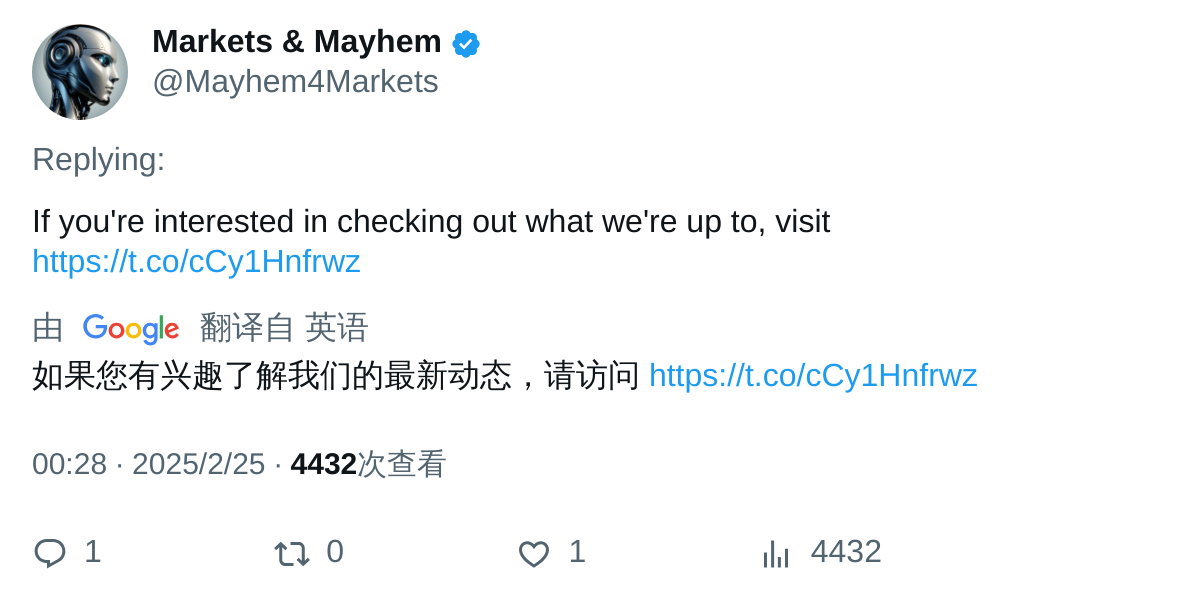 Markets & Mayhem
@Mayhem4Markets
Replying:
If you're interested in checking out what we're up to, visit
https://t.co/cCy1Hnfrwz
由 Google 翻译自 英语
如果您有兴趣了解我们的最新动态，请访问 https://t.co/cCy1Hnfrwz
00:28 · 2025/2/25 · 4432次查看
1 0 1 4432